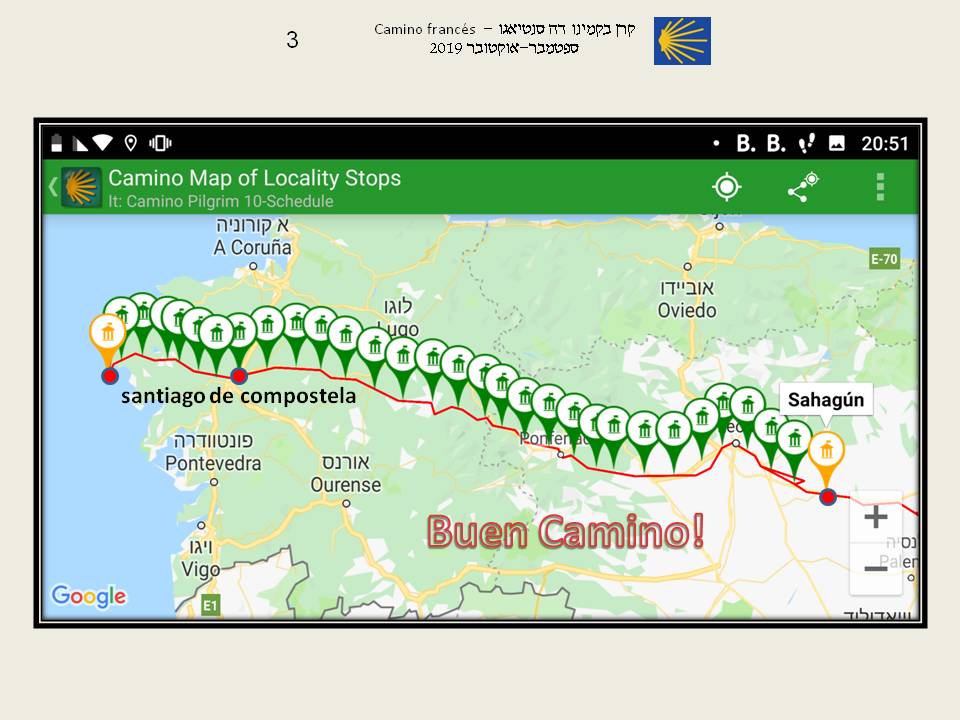 3
Camino francés – קרן בקמינו דה סנטיאגו
ספטמבר-אוקטובר 2019
B. B. 20:51
Camino Map of Locality Stops
It: Camino Pilgrim 10-Schedule
א קורוניה
A Coruña
E-70
לוגו
Lugo
אוביידו
Oviedo
santiago de compostela
Sahagún
פונטוודרה
Pontevedra
אורנס
Ourense
Buen Camino!
ויגו
Vigo
+
−
Google
E1